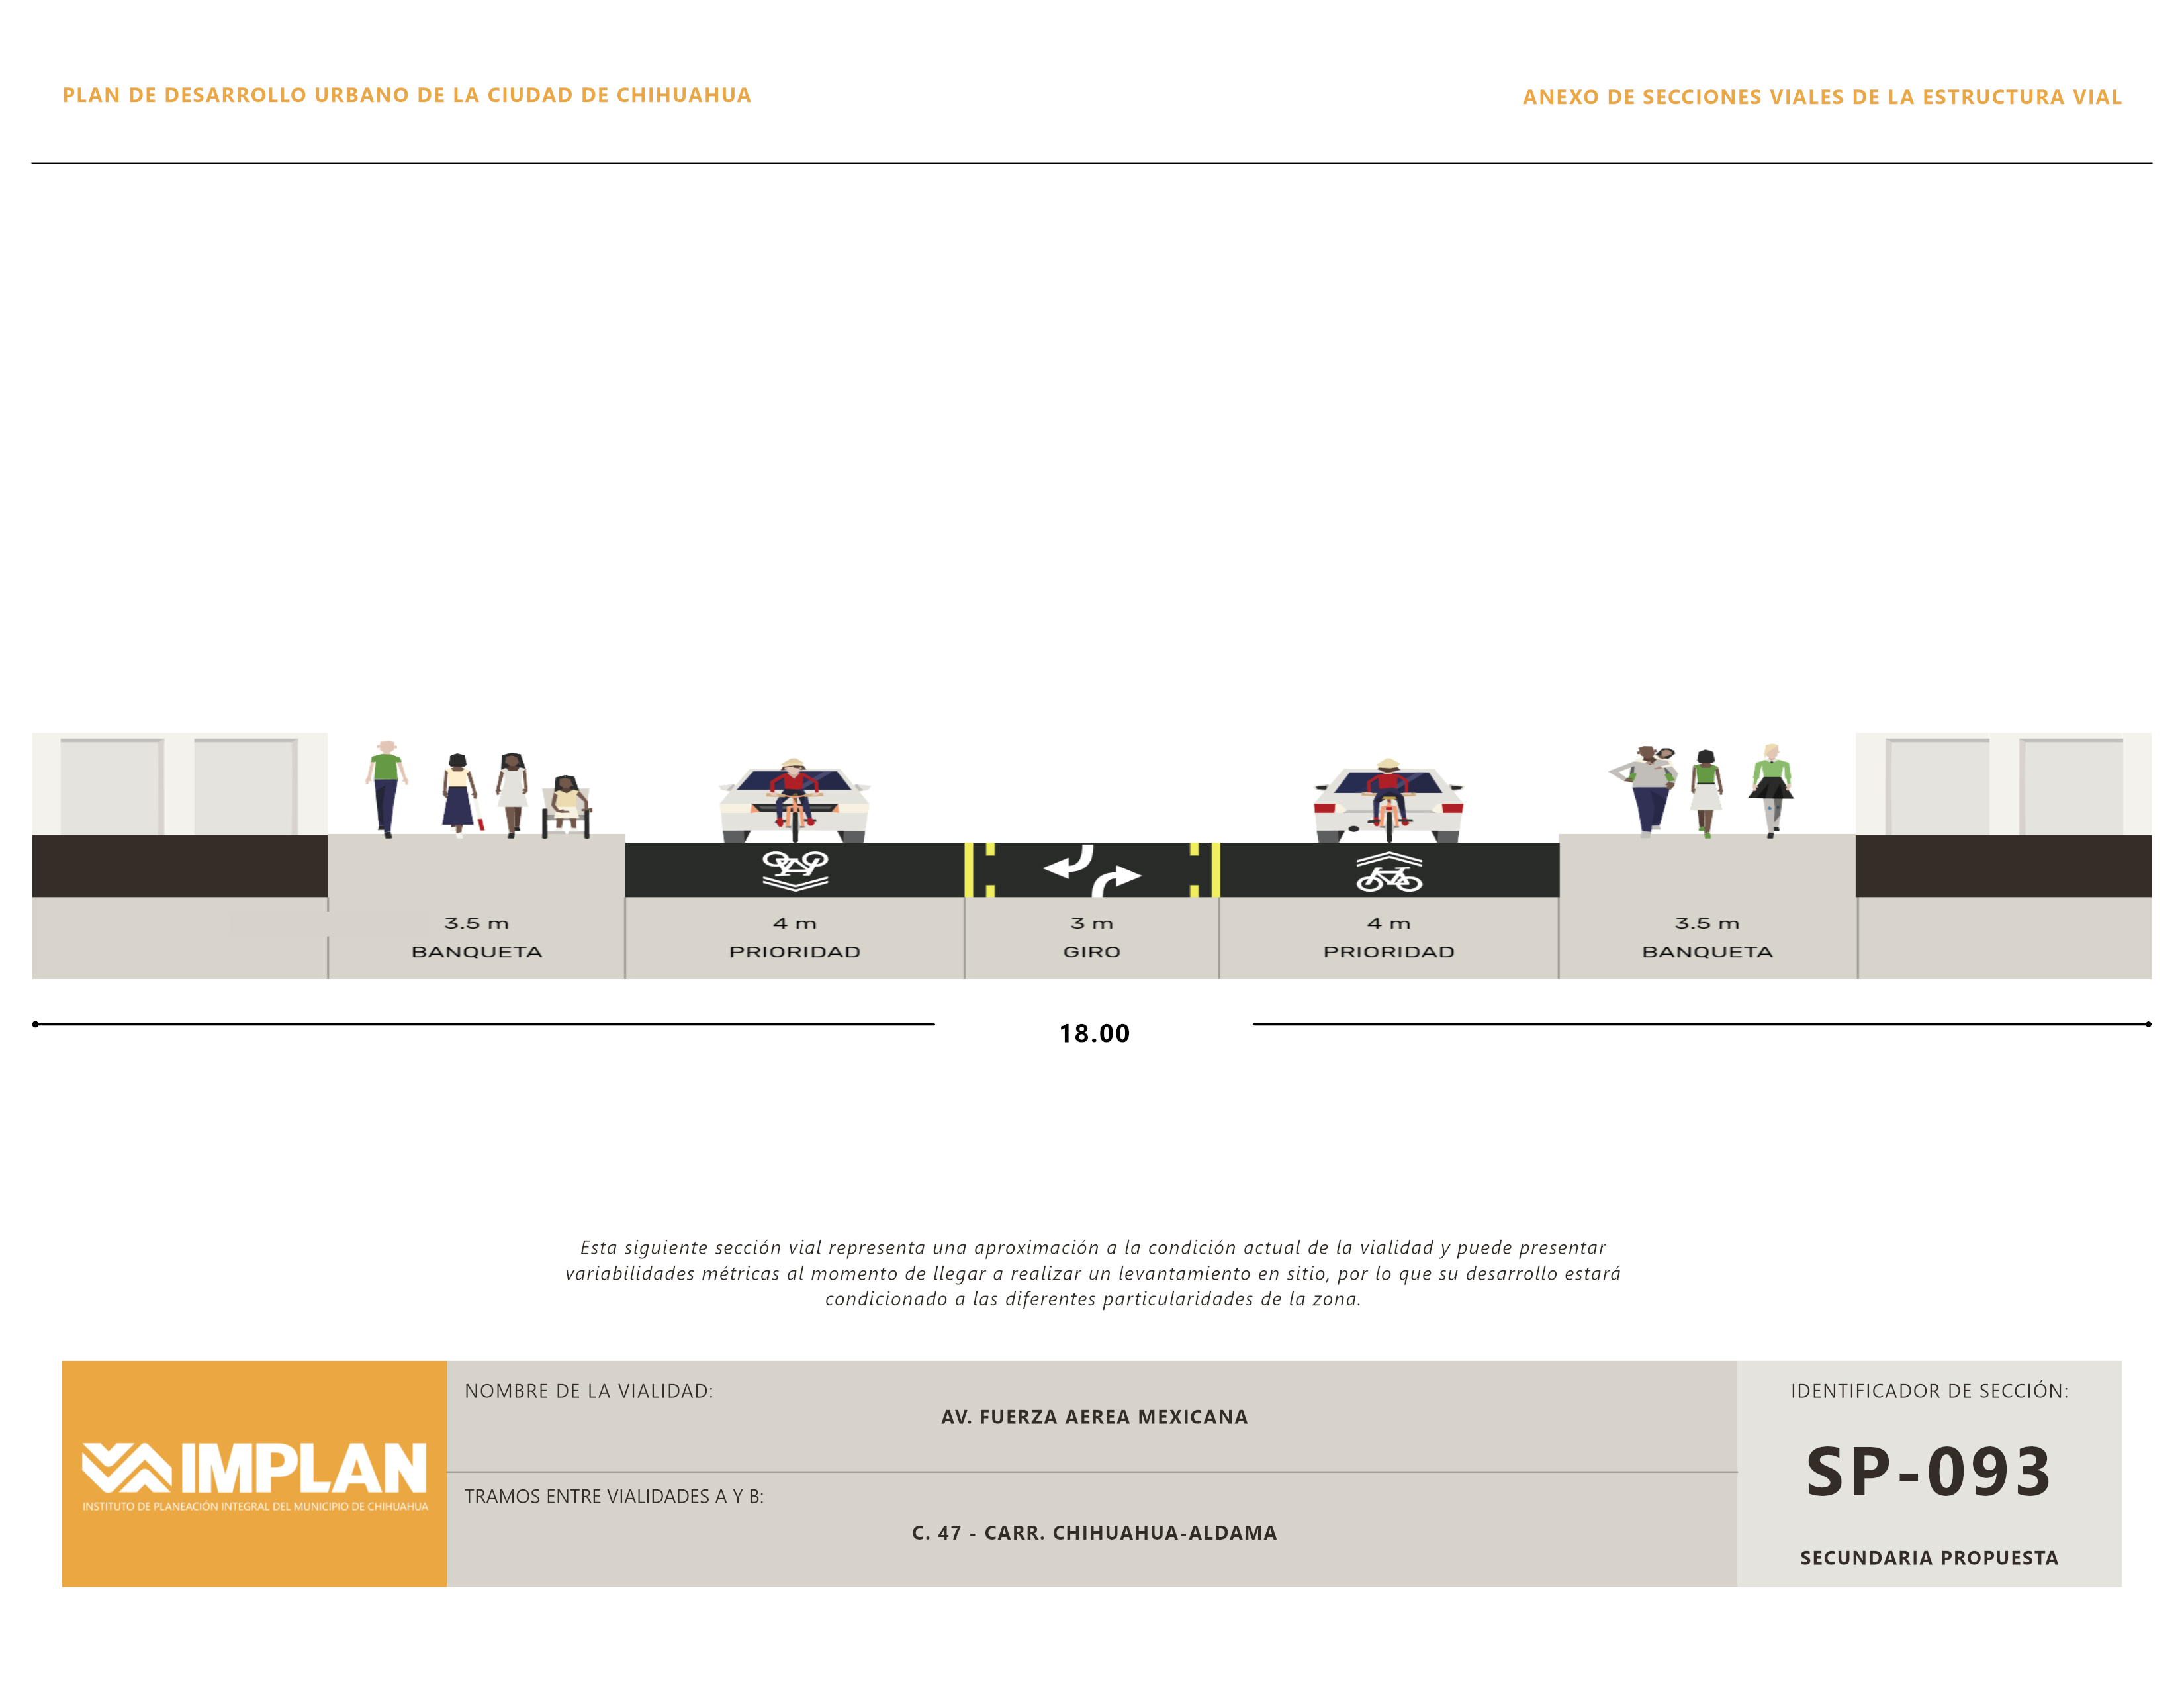 PLAN DE DESARROLLO URBANO DE LA CIUDAD DE CHIHUAHUA
ANEXO DE SECCIONES VIALES DE LA ESTRUCTURA VIAL
3.5 m
BANQUETA
4 m
PRIORIDAD
3 m
GIRO
4 m
PRIORIDAD
3.5 m
BANQUETA
18.00
Esta siguiente sección vial representa una aproximación a la condición actual de la vialidad y puede presentar
variabilidades métricas al momento de llegar a realizar un levantamiento en sitio, por lo que su desarrollo estará
condicionado a las diferentes particularidades de la zona.
IMPLAN
INSTITUTO DE PLANEACIÓN INTEGRAL DEL MUNICIPIO DE CHIHUAHUA
NOMBRE DE LA VIALIDAD:
AV. FUERZA AEREA MEXICANA
TRAMOS ENTRE VIALIDADES A Y B:
C. 47 - CARR. CHIHUAHUA-ALDAMA
IDENTIFICADOR DE SECCIÓN:
SP-093
SECUNDARIA PROPUESTA